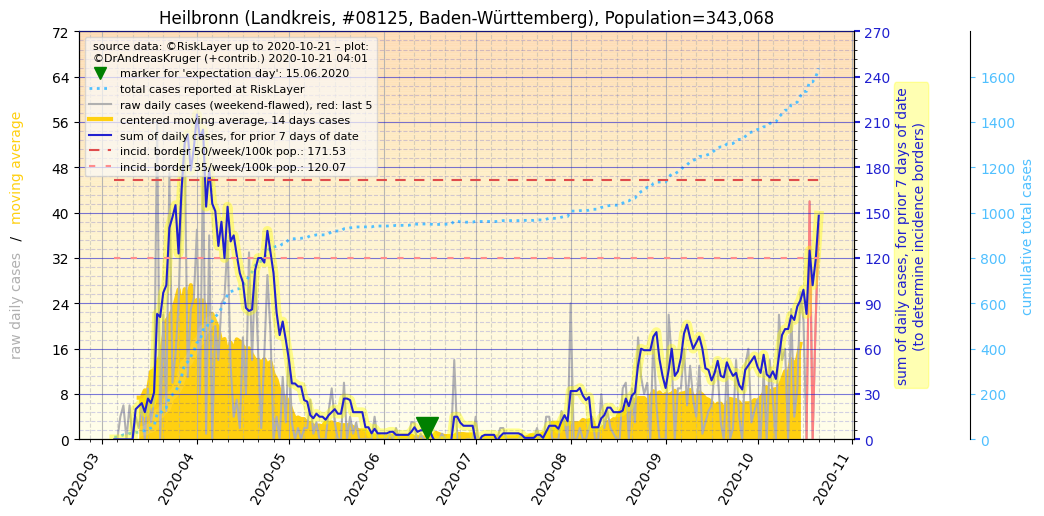 Heilbronn (Landkreis, #08125, Baden-Württemberg), Population=343,068
source data: ©RiskLayer up to 2020-10-21 – plot:
©DrAndreasKruger (+contrib.) 2020-10-21 04:01
marker for 'expectation day': 15.06.2020
total cases reported at RiskLayer
raw daily cases (weekend-flawed), red: last 5
centered moving average, 14 days cases
sum of daily cases, for prior 7 days of date
incid. border 50/week/100k pop.: 171.53
incid. border 35/week/100k pop.: 120.07
raw daily cases / moving average
72
64
56
48
40
32
24
16
8
0
270
240
210
180
150
120
90
60
30
0
sum of daily cases, for prior 7 days of date
(to determine incidence borders)
1600
1400
1200
1000
800
600
400
200
0
cumulative total cases
2020-03
2020-04
2020-05
2020-06
2020-07
2020-08
2020-09
2020-10
2020-11